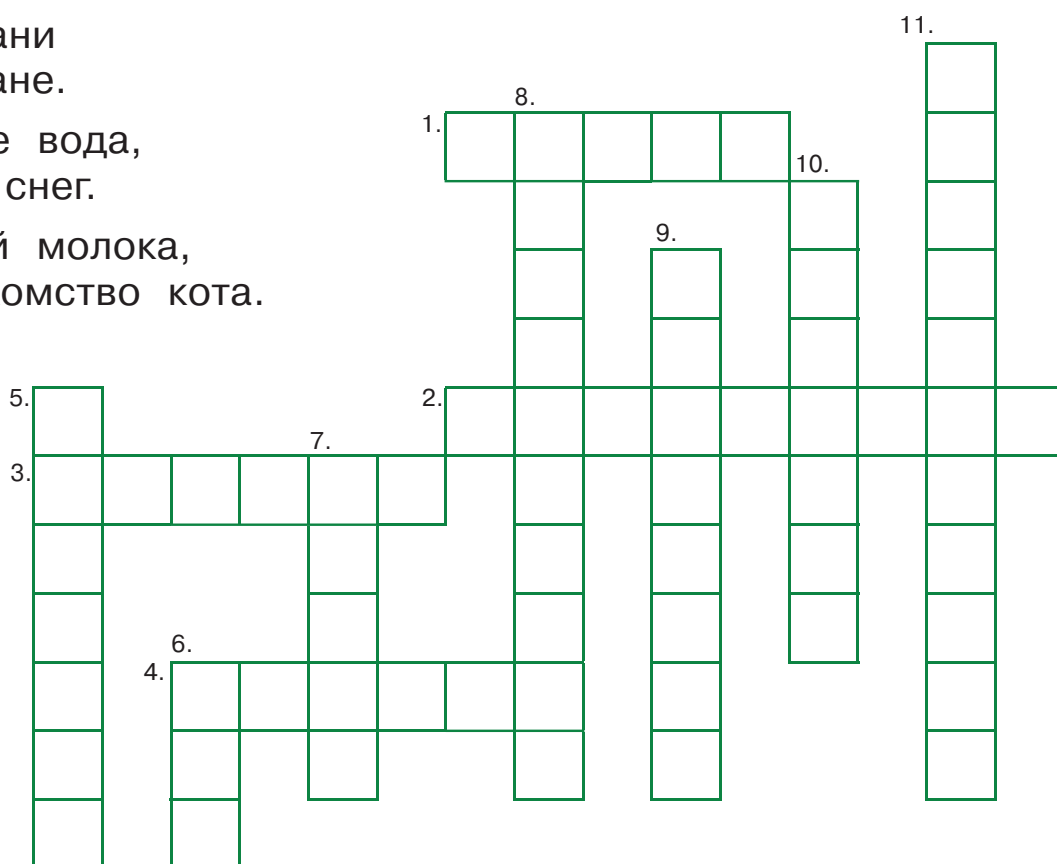 ани
ане.
е вода,
снег.
й молока,
омство кота.
11.
8.
1.
10.
9.
5.
2.
7.
3.
6.
4.